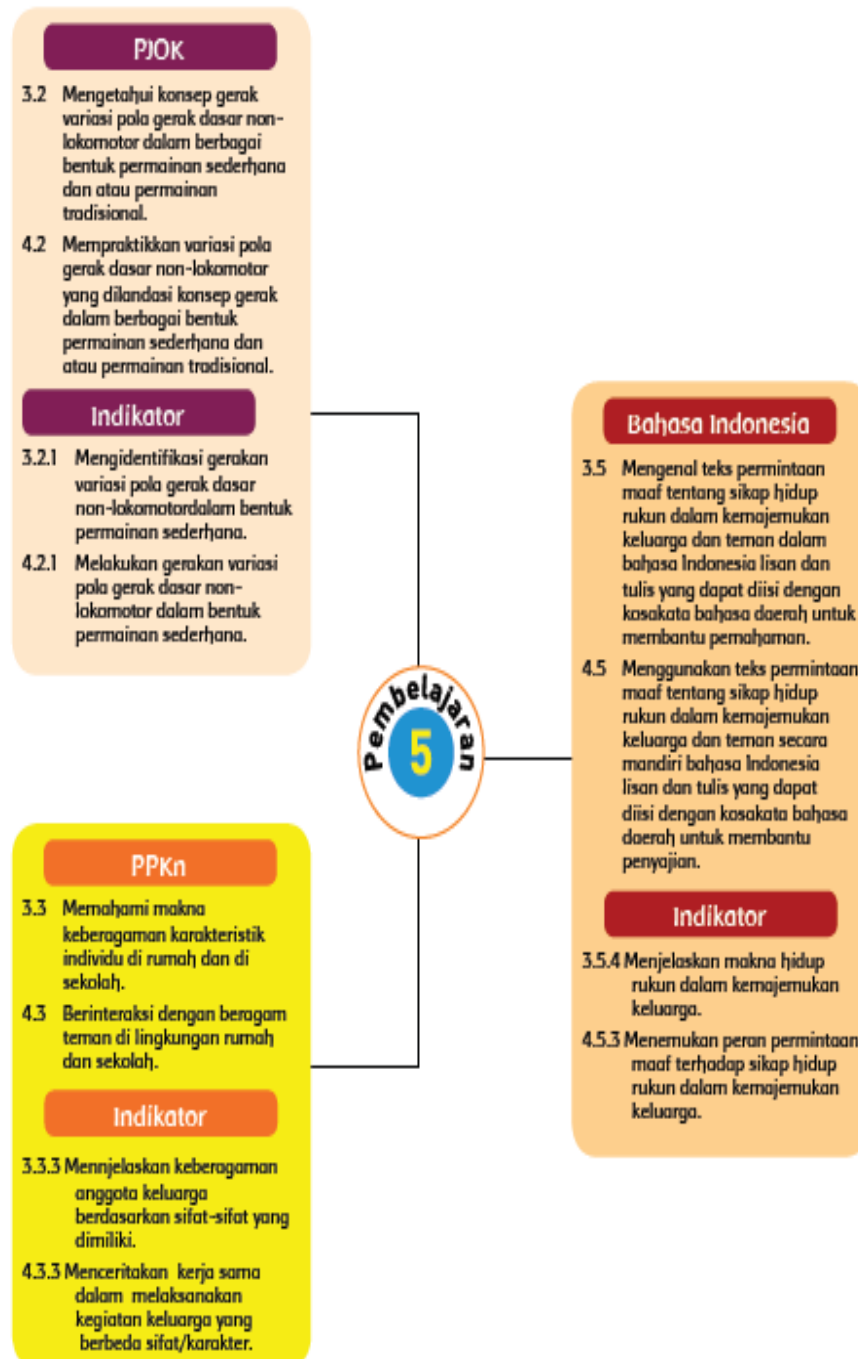 PJOK
3.2 Mengetahui konsep gerak
variasi pola gerak dasar non-
lokomotor dalam berbagai
bentuk permainan sederhana
dan atau permainan
tradisional.
4.2 Mempraktikkan variasi pola
gerak dasar non-lokomotor
yang dilandasi konsep gerak
dalam berbagai bentuk
permainan sederhana dan
atau permainan tradisional.
Indikator
3.2.1 Mengidentifikasi gerakan
variasi pola gerak dasar
non-lokomotordalam bentuk
permainan sederhana.
4.2.1 Melakukan gerakan variasi
pola gerak dasar non-
lokomotor dalam bentuk
permainan sederhana.
Pembelajaran
5
PPKn
3.3 Memahami makna
keberagaman karakteristik
individu di rumah dan di
sekolah.
4.3 Berinteraksi dengan beragam
teman di lingkungan rumah
dan sekolah.
Indikator
3.3.3 Mennjelaskan keberagaman
anggota keluarga
berdasarkan sifat-sifat yang
dimiliki.
4.3.3 Menceritakan kerja sama
dalam melaksanakan
kegiatan keluarga yang
berbeda sifat/karakter.
Bahasa Indonesia
3.5 Mengenal teks permintaan
maaf tentang sikap hidup
rukun dalam kemajemukan
keluarga dan teman dalam
bahasa Indonesia lisan dan
tulis yang dapat diisi dengan
kosakata bahasa daerah untuk
membantu pemahaman.
4.5 Menggunakan teks permintaan
maaf tentang sikap hidup
rukun dalam kemajemukan
keluarga dan teman secara
mandiri bahasa Indonesia
lisan dan tulis yang dapat
diisi dengan kosakata bahasa
daerah untuk membantu
penyajian.
Indikator
3.5.4 Menjelaskan makna hidup
rukun dalam kemajemukan
keluarga.
4.5.3 Menemukan peran permintaan
maaf terhadap sikap hidup
rukun dalam kemajemukan
keluarga.